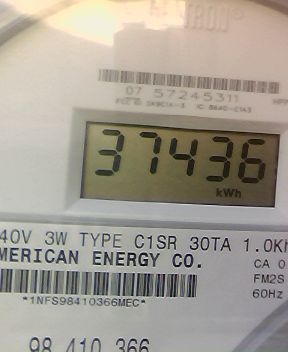 07 57245311
37436
kWh
40V 3W TYPE C1SR 30TA 1.0Kh
MERICAN ENERGY CO.
CA 0
FM2S
60Hz
*1NFS98410366MEC*
98 410 366